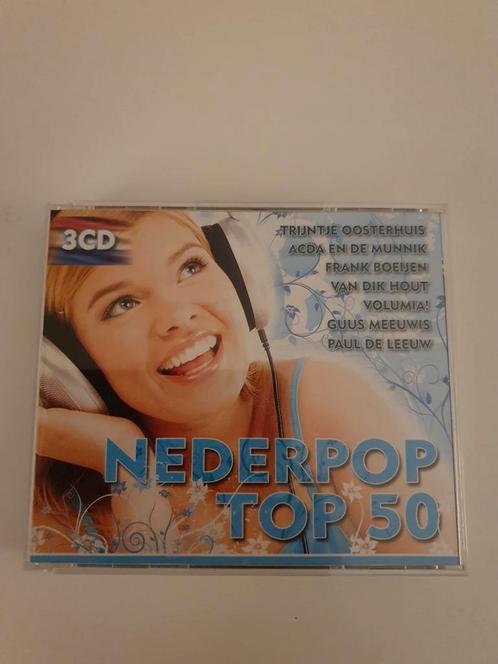 3CD
TRIJNTJE OOSTERHUIS
ACDA EN DE MUNNIK
FRANK BOEIJEN
VAN DIK HOUT
VOLUMIA!
GUUS MEEUWIS
PAUL DE LEEUW
NEDERPOP
TOP 50